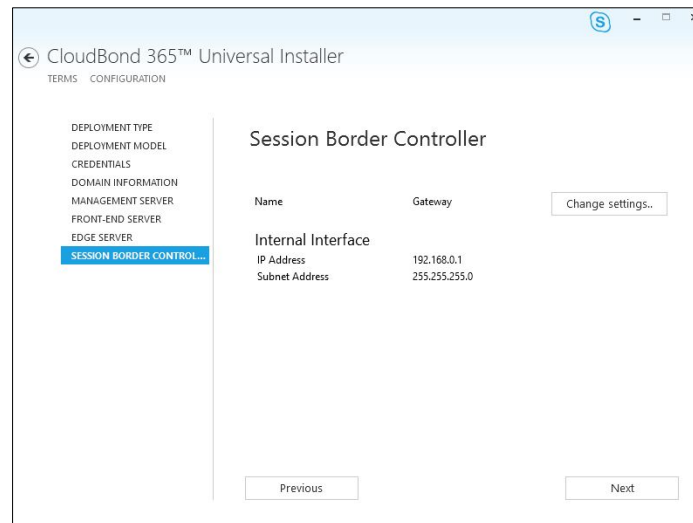 CloudBond 365™ Universal Installer
TERMS CONFIGURATION
DEPLOYMENT TYPE
DEPLOYMENT MODEL
CREDENTIALS
DOMAIN INFORMATION
MANAGEMENT SERVER
FRONT-END SERVER
EDGE SERVER
SESSION BORDER CONTROL...
Session Border Controller
Name Gateway Change settings..
Internal Interface
IP Address 192.168.0.1
Subnet Address 255.255.255.0
Previous Next